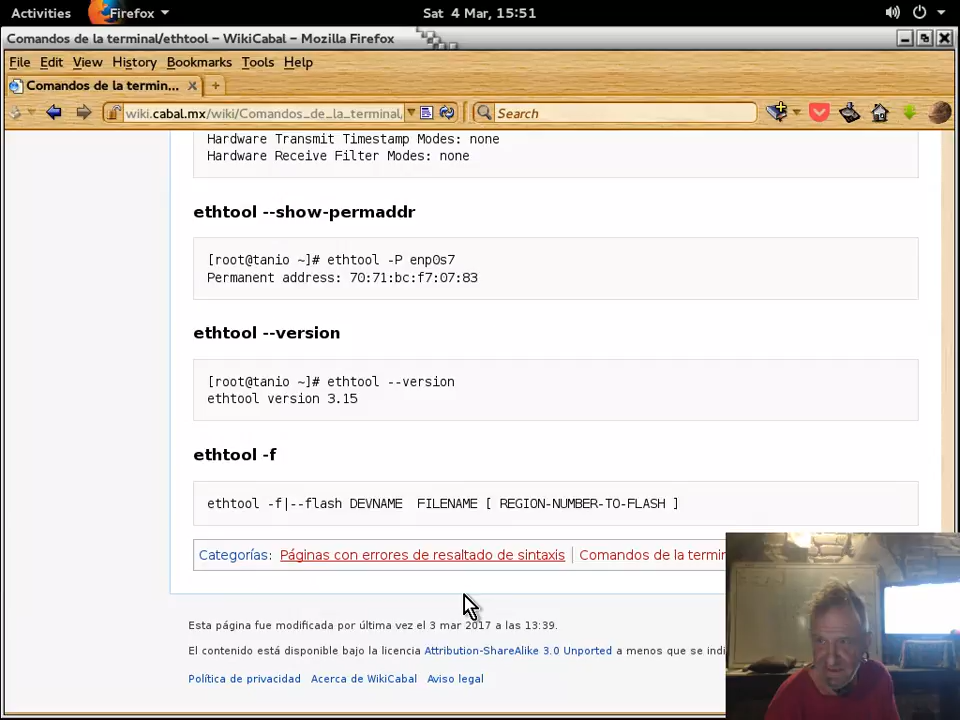 Activities Firefox Sat 4 Mar, 15:51
Comandos de la terminal/ethtool – WikiCabal – Mozilla Firefox
File Edit View History Bookmarks Tools Help
Comandos de la termin... +
wiki.cabal.mx/wiki/Comandos_de_la_terminal, Search
Hardware Transmit Timestamp Modes: none
Hardware Receive Filter Modes: none
ethtool --show-permaddr
[root@tanio ~]# ethtool -P enp0s7
Permanent address: 70:71:bc:f7:07:83
ethtool --version
[root@tanio ~]# ethtool --version
ethtool version 3.15
ethtool -f
ethtool -f|--flash DEVNAME  FILENAME [ REGION-NUMBER-TO-FLASH ]
Categorías: Páginas con errores de resaltado de sintaxis | Comandos de la termin
Esta página fue modificada por última vez el 3 mar 2017 a las 13:39.
El contenido está disponible bajo la licencia Attribution-ShareAlike 3.0 Unported a menos que se indi
Política de privacidad Acerca de WikiCabal Aviso legal